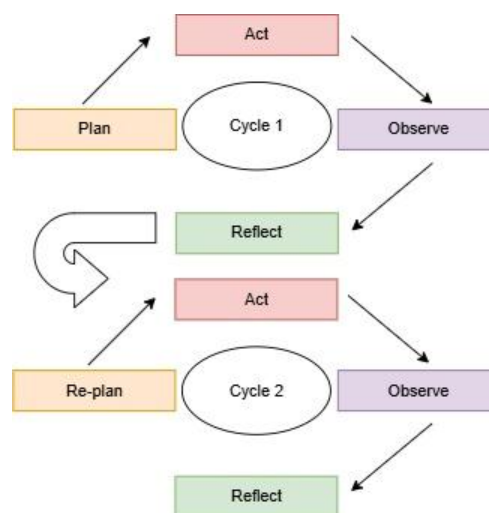 Act
Plan
Cycle 1
Observe
Reflect
Act
Re-plan
Cycle 2
Observe
Reflect